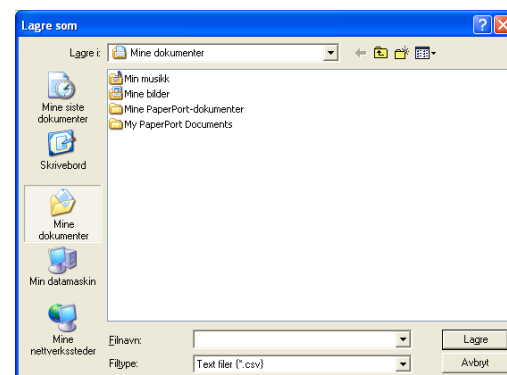 Lagre som
Lagre i:
Mine dokumenter
Min musikk
Mine bilder
Mine PaperPort-dokumenter
My PaperPort Documents
Mine siste
dokumenter
Skrivebord
Mine
dokumenter
Min datamaskin
Mine
nettverkssteder
Filnavn:
Lagre
Filtype:
Text filer (*.csv)
Avbryt